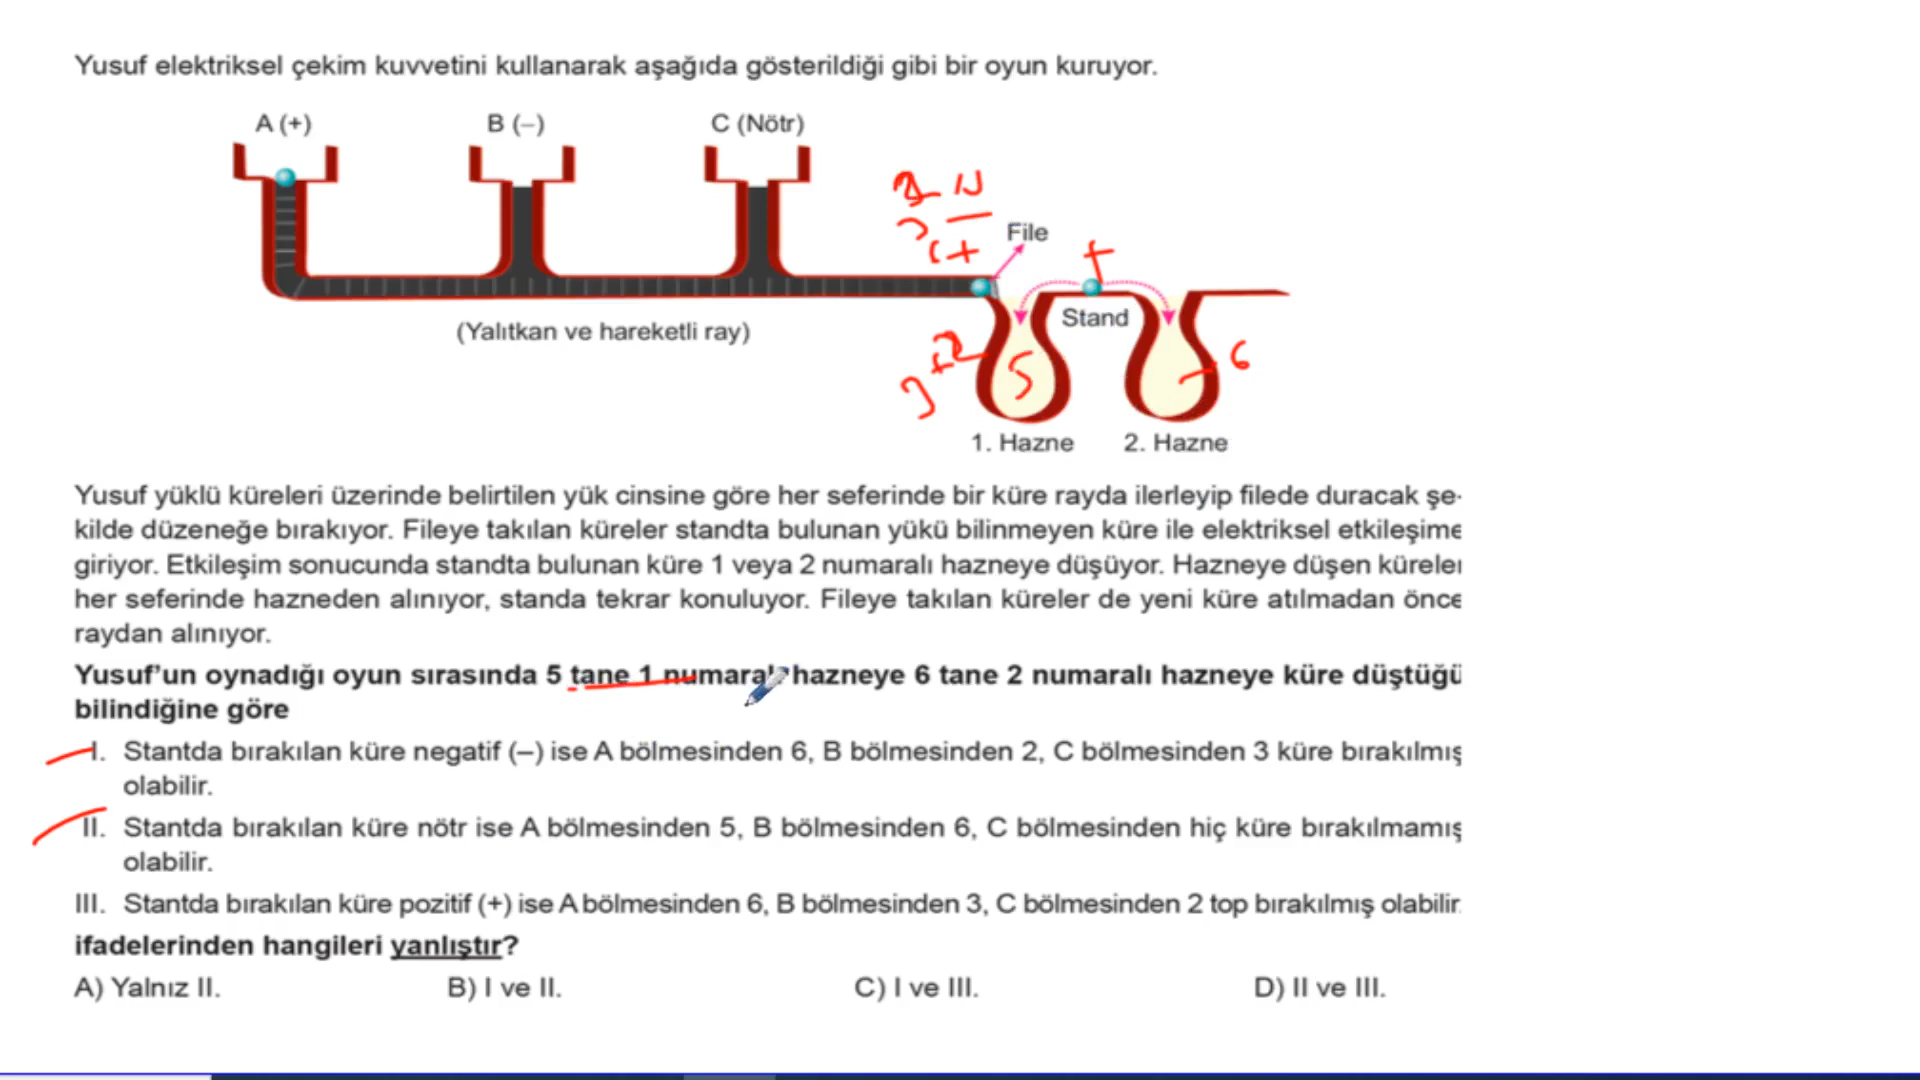 Yusuf elektriksel çekim kuvvetini kullanarak aşağıda gösterildiği gibi bir oyun kuruyor.
A (+) B (–) C (Nötr)
N
File
+
+
(Yalıtkan ve hareketli ray)
Stand
5
6
1. Hazne 2. Hazne
Yusuf yüklü küreleri üzerinde belirtilen yük cinsine göre her seferinde bir küre rayda ilerleyip filede duracak şe-
kilde düzeneğe bırakıyor. Fileye takılan küreler standta bulunan yükü bilinmeyen küre ile elektriksel etkileşime
giriyor. Etkileşim sonucunda standta bulunan küre 1 veya 2 numaralı hazneye düşüyor. Hazneye düşen küreler
her seferinde hazneden alınıyor, standa tekrar konuluyor. Fileye takılan küreler de yeni küre atılmadan önce
raydan alınıyor.
Yusuf'un oynadığı oyun sırasında 5 tane 1 numaralı hazneye 6 tane 2 numaralı hazneye küre düştüğü
bilindiğine göre
I. Stantda bırakılan küre negatif (–) ise A bölmesinden 6, B bölmesinden 2, C bölmesinden 3 küre bırakılmış
olabilir.
II. Stantda bırakılan küre nötr ise A bölmesinden 5, B bölmesinden 6, C bölmesinden hiç küre bırakılmamış
olabilir.
III. Stantda bırakılan küre pozitif (+) ise A bölmesinden 6, B bölmesinden 3, C bölmesinden 2 top bırakılmış olabilir.
ifadelerinden hangileri yanlıştır?
A) Yalnız II. B) I ve II. C) I ve III. D) II ve III.